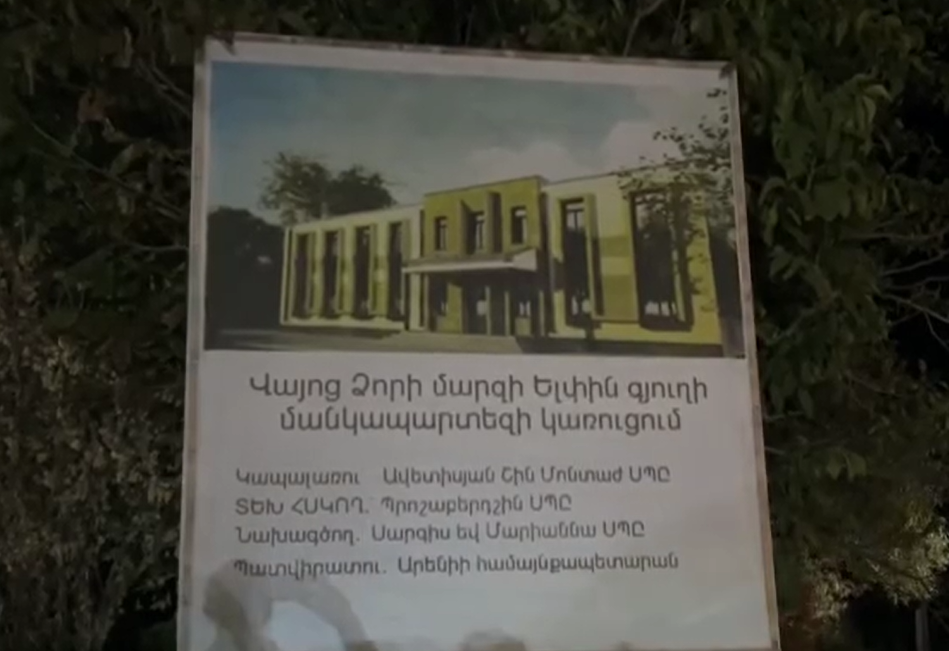 Վայոց Ձորի մարզի Ելփին գյուղի
մանկապարտեզի կառուցում
Կապալառու Ավետիսյան Շին Մոնտաժ ՍՊԸ
ՏԵԽ ՀՍԿՈՂ. Պրոշաբերդշին ՍՊԸ
Նախագծող. Սարգիս եվ Մարիաննա ՍՊԸ
Պատվիրատու. Արենիի համայնքապետարան